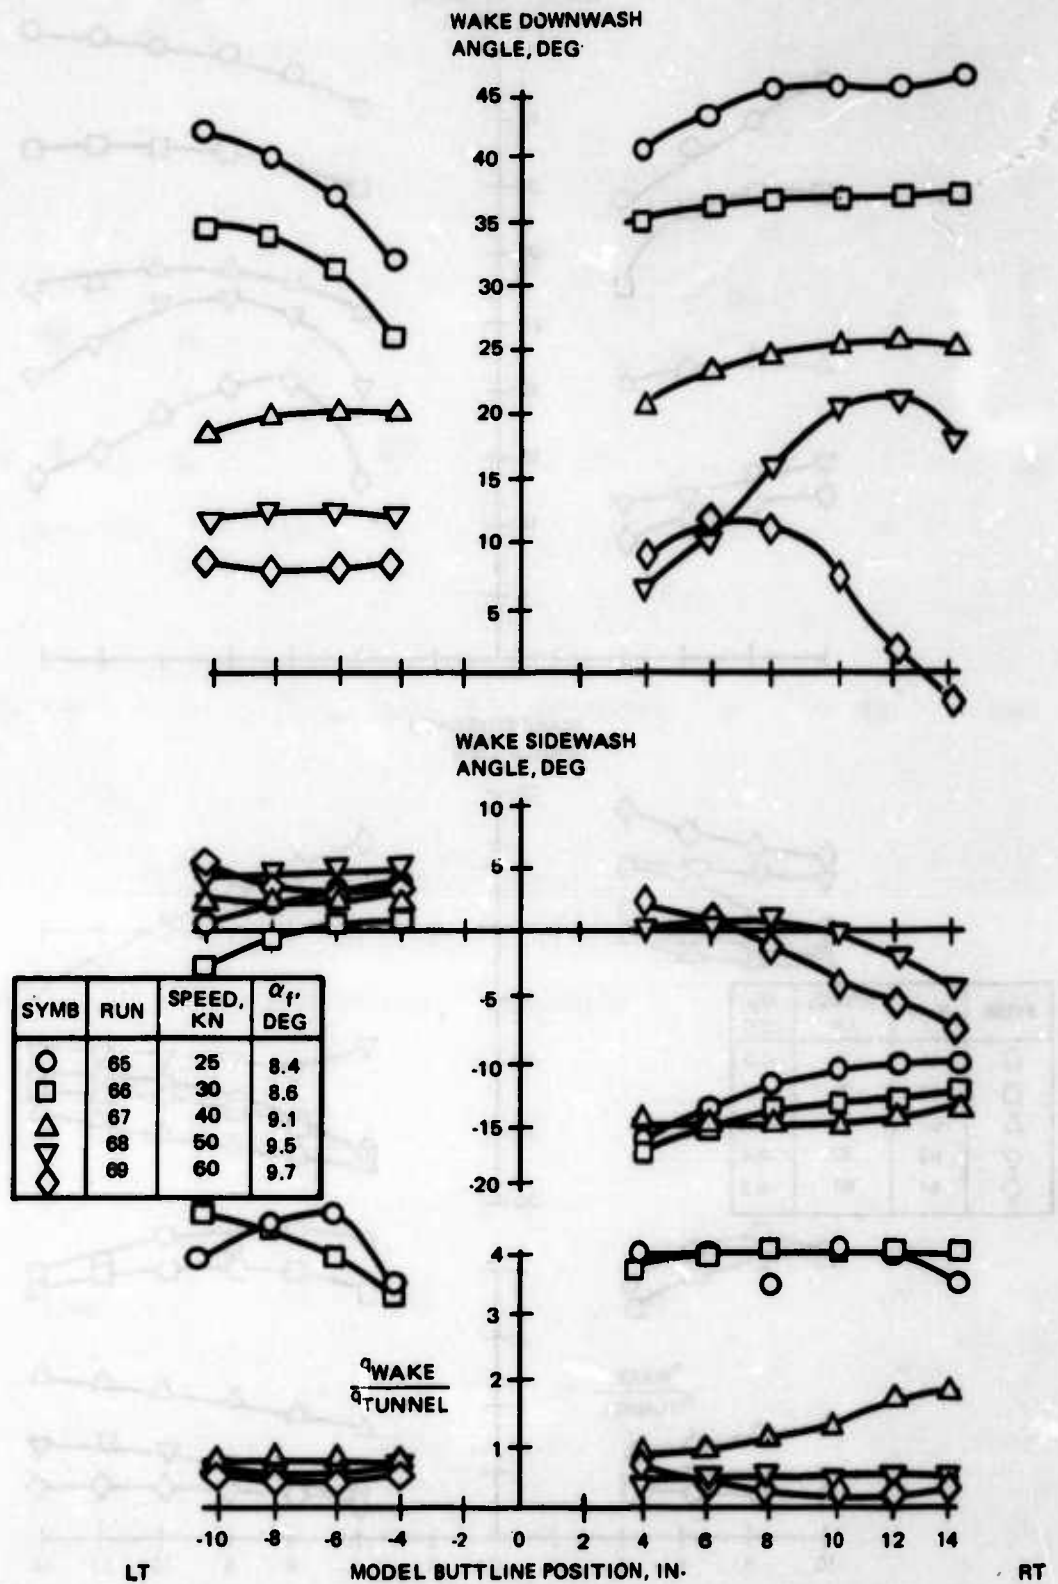 WAKE DOWNWASH
ANGLE, DEG
45
40
35
30
25
20
15
10
5
WAKE SIDEWASH
ANGLE, DEG
10
5
-5
-10
-15
-20
SYMB RUN SPEED, KN αf, DEG
65 25 8.4
66 30 8.6
67 40 9.1
68 50 9.5
69 60 9.7
4
3
2
1
qWAKE
qTUNNEL
-10 -8 -6 -4 -2 0 2 4 6 8 10 12 14
LT MODEL BUTTLINE POSITION, IN. RT